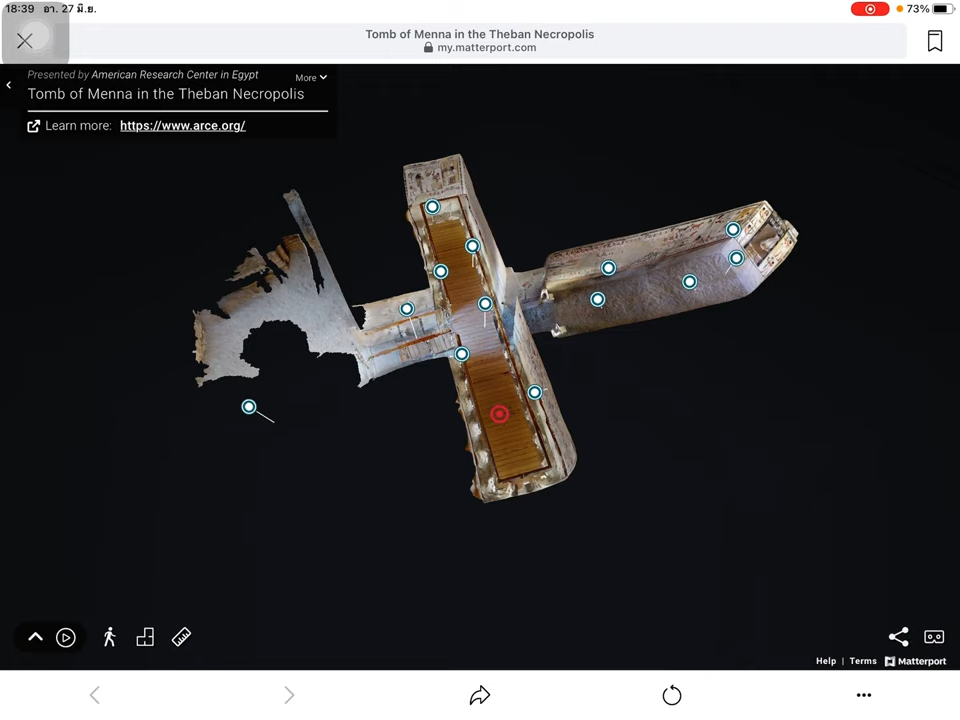 18:39 อา. 27 มิ.ย.
73%
Tomb of Menna in the Theban Necropolis
my.matterport.com
Presented by American Research Center in Egypt
More
Tomb of Menna in the Theban Necropolis
Learn more: https://www.arce.org/
Help | Terms Matterport